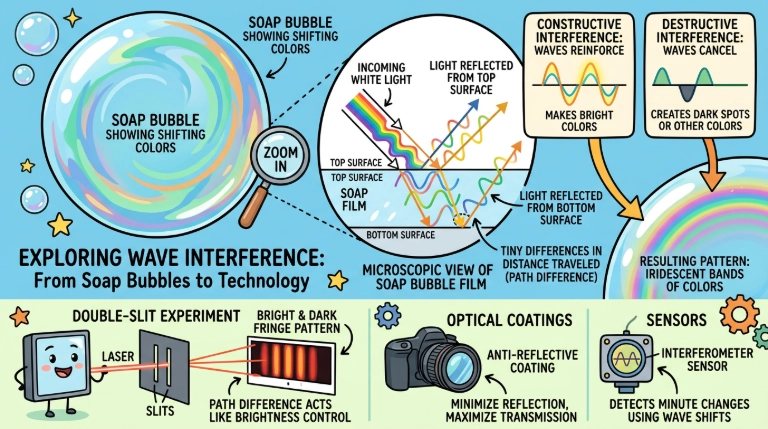 SOAP BUBBLE
SHOWING SHIFTING
COLORS
SOAP BUBBLE
SHOWING SHIFTING
COLORS
ZOOM
IN
EXPLORING WAVE INTERFERENCE:
From Soap Bubbles to Technology
INCOMING
WHITE LIGHT
LIGHT REFLECTED
FROM TOP
SURFACE
TOP SURFACE
TOP SURFACE
SOAP
FILM
BOTTOM SURFACE
LIGHT REFLECTED
FROM BOTTOM
SURFACE
TINY DIFFERENCES IN
DISTANCE TRAVELED
(PATH DIFFERENCE)
MICROSCOPIC VIEW OF
SOAP BUBBLE FILM
CONSTRUCTIVE
INTERFERENCE:
WAVES REINFORCE
MAKES BRIGHT
COLORS
DESTRUCTIVE
INTERFERENCE:
WAVES CANCEL
CREATES DARK SPOTS
OR OTHER COLORS
RESULTING PATTERN:
IRIDESCENT BANDS
OF COLORS
DOUBLE-SLIT EXPERIMENT
LASER
SLITS
BRIGHT & DARK
FRINGE PATTERN
PATH DIFFERENCE ACTS
LIKE BRIGHTNESS CONTROL
OPTICAL COATINGS
ANTI-REFLECTIVE
COATING
MINIMIZE REFLECTION,
MAXIMIZE TRANSMISSION
SENSORS
INTERFEROMETER
SENSOR
DETECTS MINUTE CHANGES
USING WAVE SHIFTS